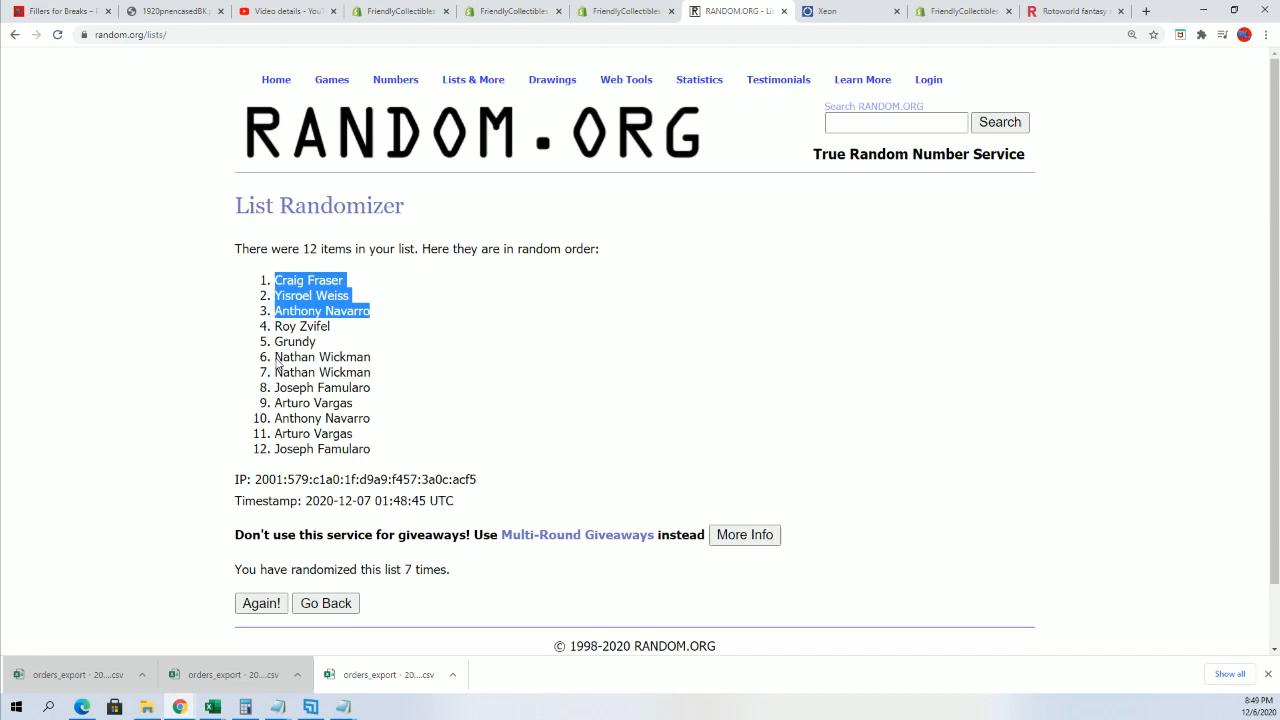 Fillers for Breaks - F
1920pnencasedBK.j
Video details - YouT
FriendlyCollectibles
FriendlyCollectibles
FriendlyCollectibles
RANDOM.ORG - Lis
Xeon
FriendlyCollectibles
Rotoworld fantasy s
random.org/lists/
Home Games Numbers Lists & More Drawings Web Tools Statistics Testimonials Learn More Login
RANDOM.ORG
Search RANDOM.ORG
Search
True Random Number Service
List Randomizer
There were 12 items in your list. Here they are in random order:
1. Craig Fraser
2. Yisroel Weiss
3. Anthony Navarro
4. Roy Zvifel
5. Grundy
6. Nathan Wickman
7. Nathan Wickman
8. Joseph Famularo
9. Arturo Vargas
10. Anthony Navarro
11. Arturo Vargas
12. Joseph Famularo
IP: 2001:579:c1a0:1f:d9a9:f457:3a0c:acf5
Timestamp: 2020-12-07 01:48:45 UTC
Don't use this service for giveaways! Use Multi-Round Giveaways instead More Info
You have randomized this list 7 times.
Again! Go Back
© 1998-2020 RANDOM.ORG
orders_export - 20....csv
orders_export - 20....csv
orders_export - 20....csv
Show all
8:49 PM
12/6/2020